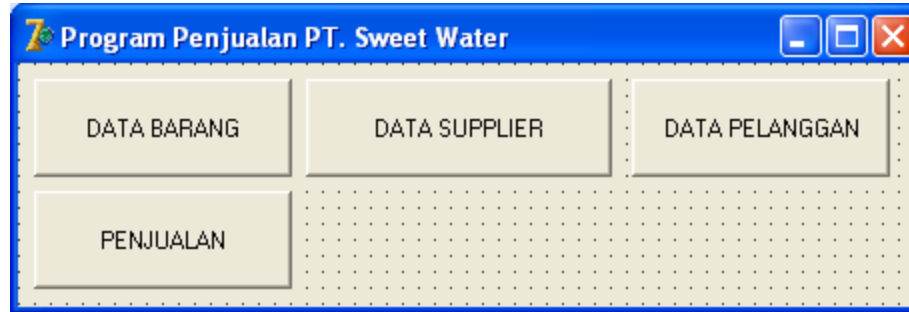 Program Penjualan PT. Sweet Water
DATA BARANG
DATA SUPPLIER
DATA PELANGGAN
PENJUALAN